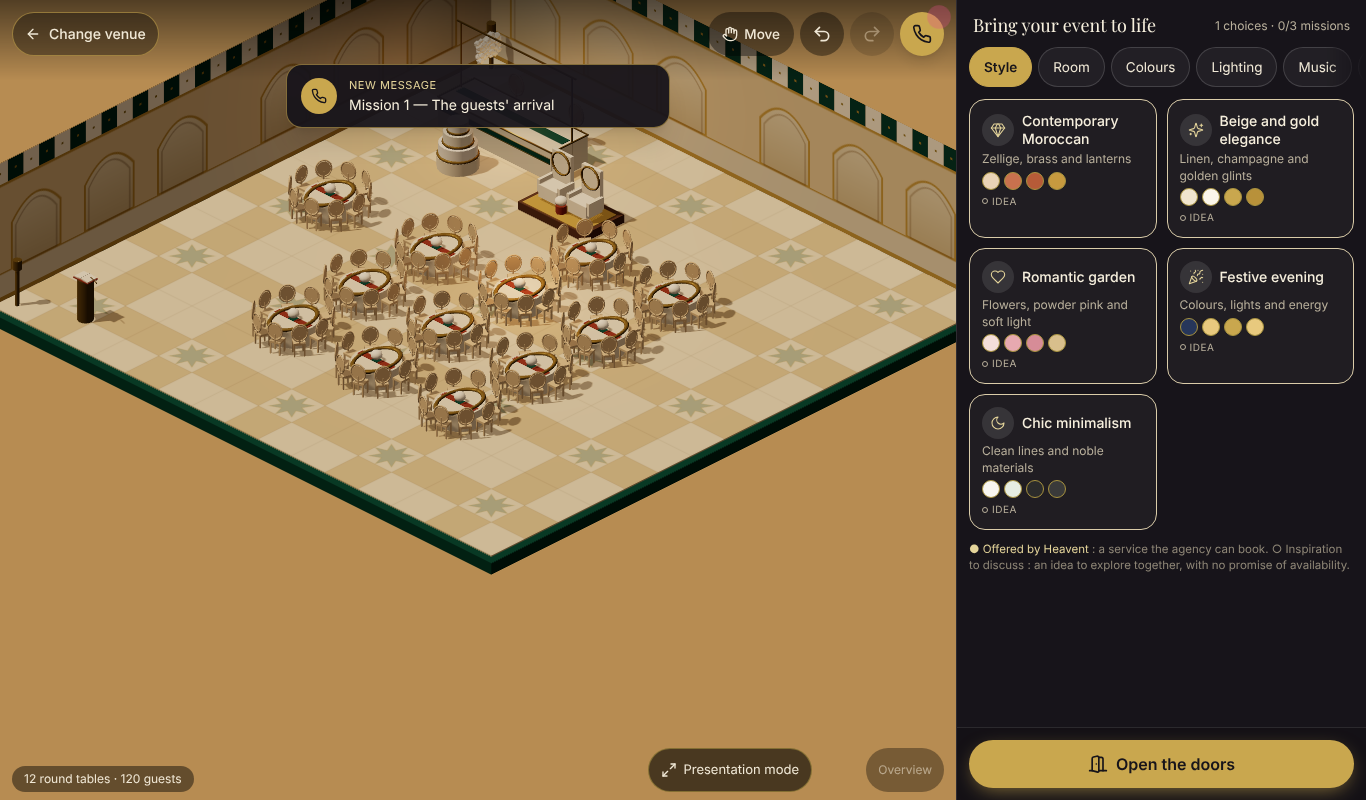 Change venue
Move
NEW MESSAGE
Mission 1 — The guests' arrival
12 round tables · 120 guests
Presentation mode
Overview
Bring your event to life
1 choices · 0/3 missions
Style
Room
Colours
Lighting
Music
Contemporary
Moroccan
Zellige, brass and lanterns
IDEA
Beige and gold
elegance
Linen, champagne and
golden glints
IDEA
Romantic garden
Flowers, powder pink and
soft light
IDEA
Festive evening
Colours, lights and energy
IDEA
Chic minimalism
Clean lines and noble
materials
IDEA
Offered by Heavent : a service the agency can book. Inspiration
to discuss : an idea to explore together, with no promise of availability.
Open the doors